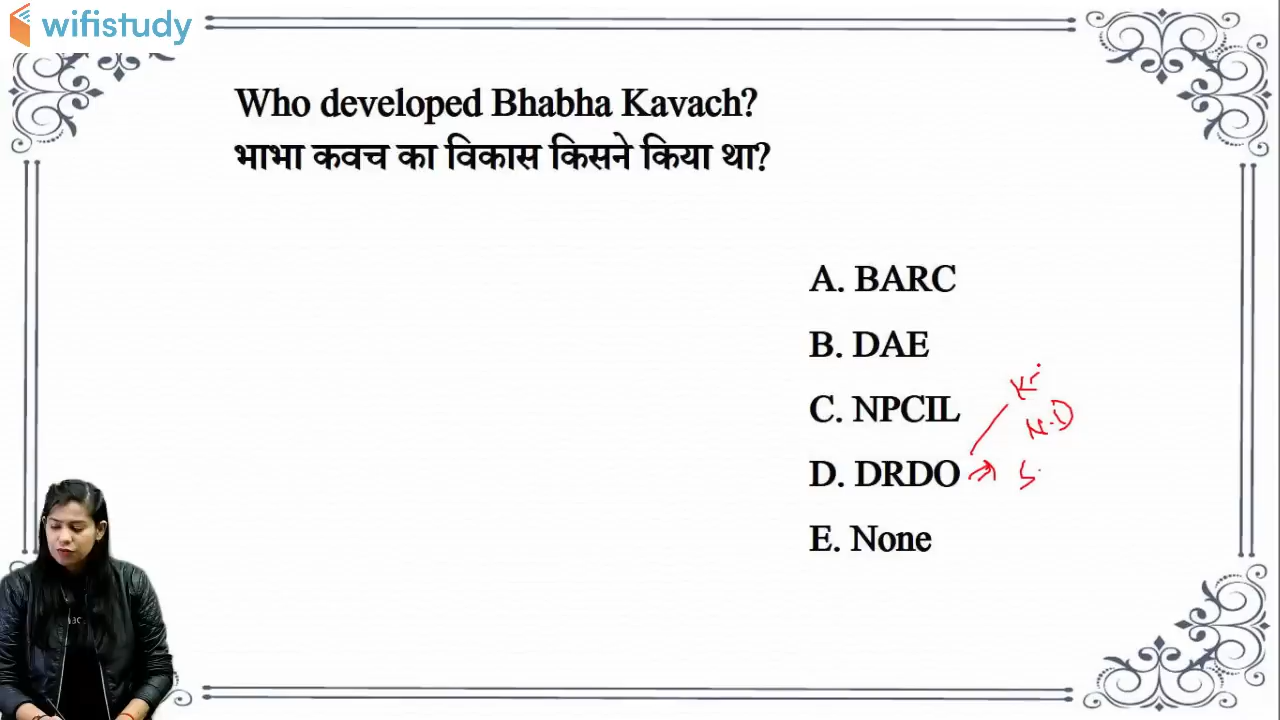 wifistudy
Who developed Bhabha Kavach?
भाभा कवच का विकास किसने किया था?
A. BARC
B. DAE
C. NPCIL
D. DRDO
E. None
N.D
S.